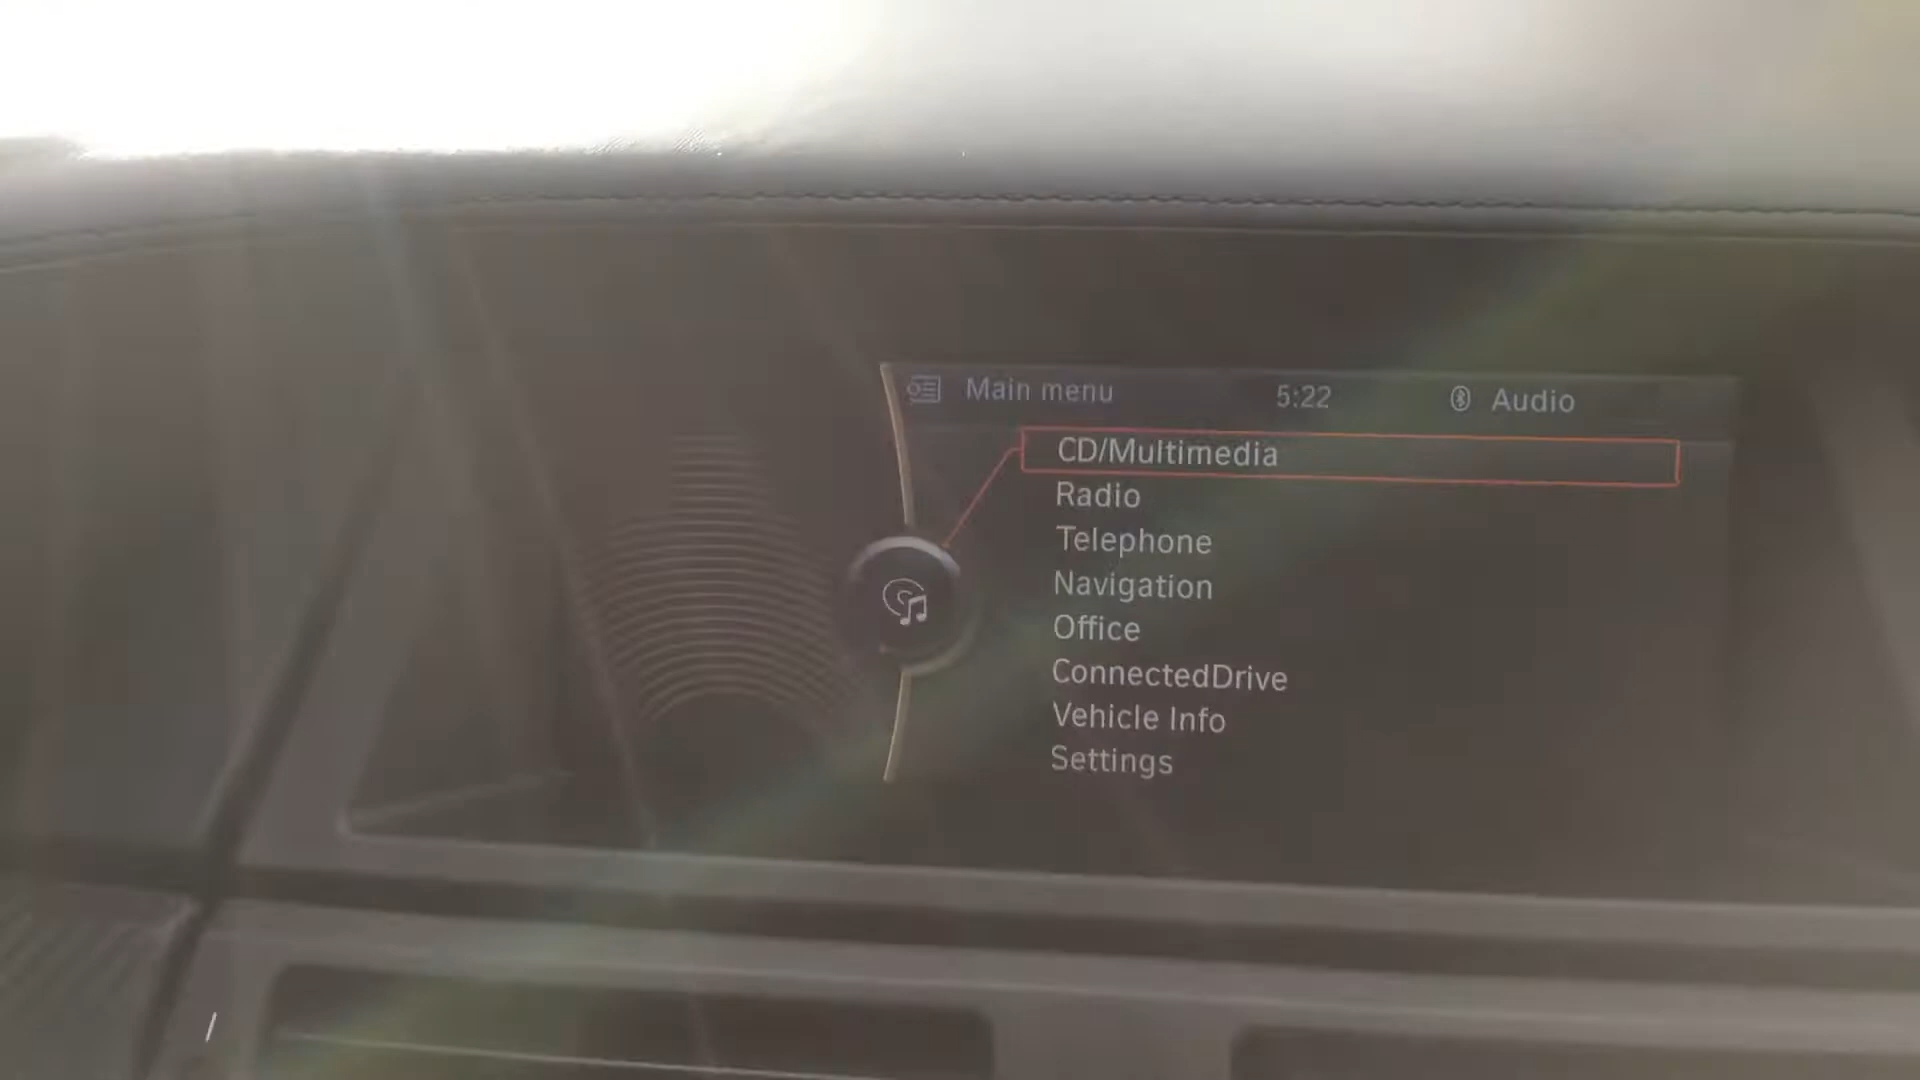 Main menu 5:22 Audio
CD/Multimedia
Radio
Telephone
Navigation
Office
ConnectedDrive
Vehicle Info
Settings